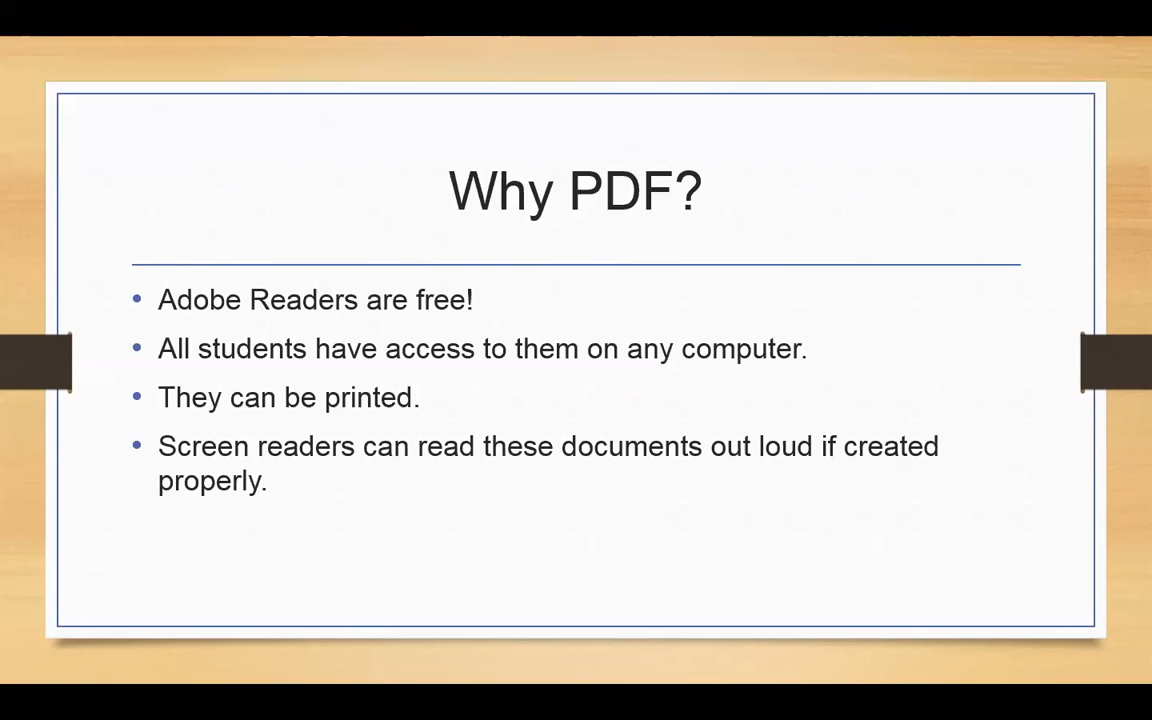 Why PDF?
• Adobe Readers are free!
• All students have access to them on any computer.
• They can be printed.
• Screen readers can read these documents out loud if created
properly.